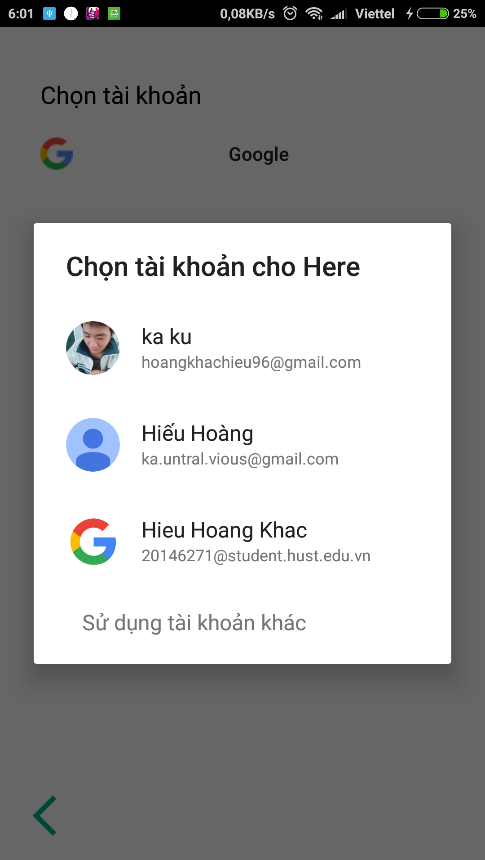 6:01 0,08KB/s Viettel 25%
Chọn tài khoản
Google
Chọn tài khoản cho Here
ka ku
hoangkhachieu96@gmail.com
Hiếu Hoàng
ka.untral.vious@gmail.com
Hieu Hoang Khac
20146271@student.hust.edu.vn
Sử dụng tài khoản khác